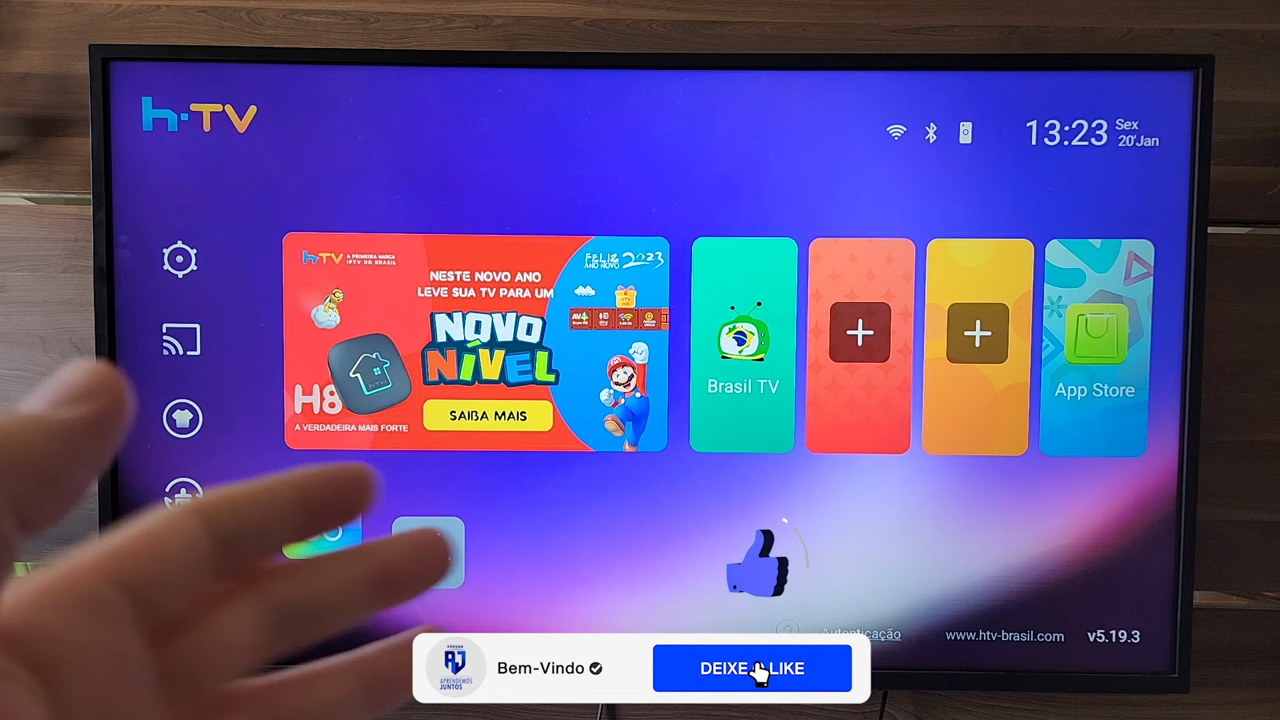 h·TV
13:23
Sex
20'Jan
h·TV A PRIMEIRA MARCA
IPTV DO BRASIL
FELIZ
ANO NOVO 2023
NESTE NOVO ANO
LEVE SUA TV PARA UM
NOVO
NÍVEL
H8
A VERDADEIRA MAIS FORTE
SAIBA MAIS
Brasil TV
App Store
Autenticação
www.htv-brasil.com
v5.19.3
AJ
APRENDEMOS
JUNTOS
Bem-Vindo
DEIXE O LIKE